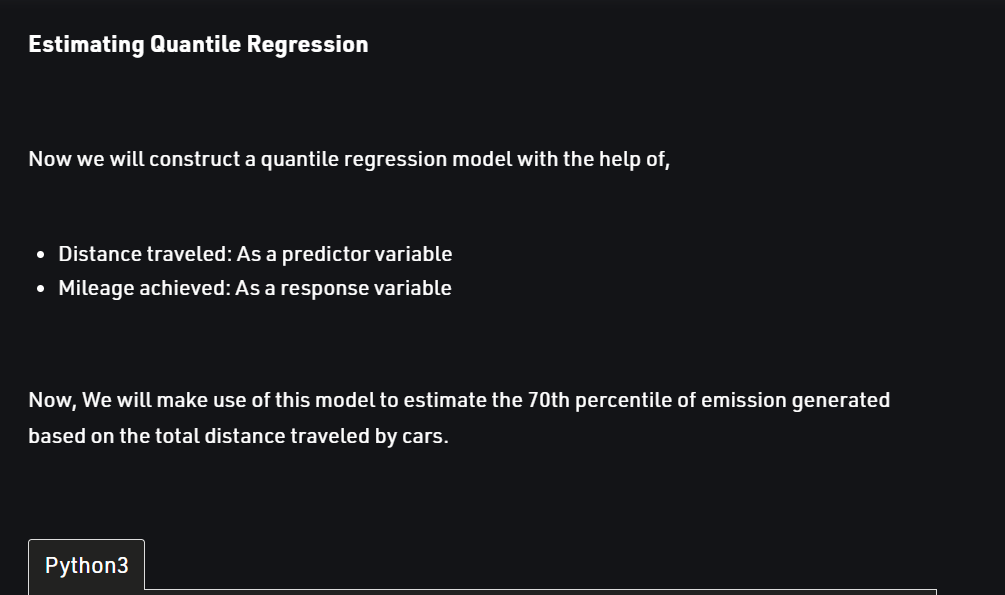 Estimating Quantile Regression
Now we will construct a quantile regression model with the help of,
• Distance traveled: As a predictor variable
• Mileage achieved: As a response variable
Now, We will make use of this model to estimate the 70th percentile of emission generated
based on the total distance traveled by cars.
Python3